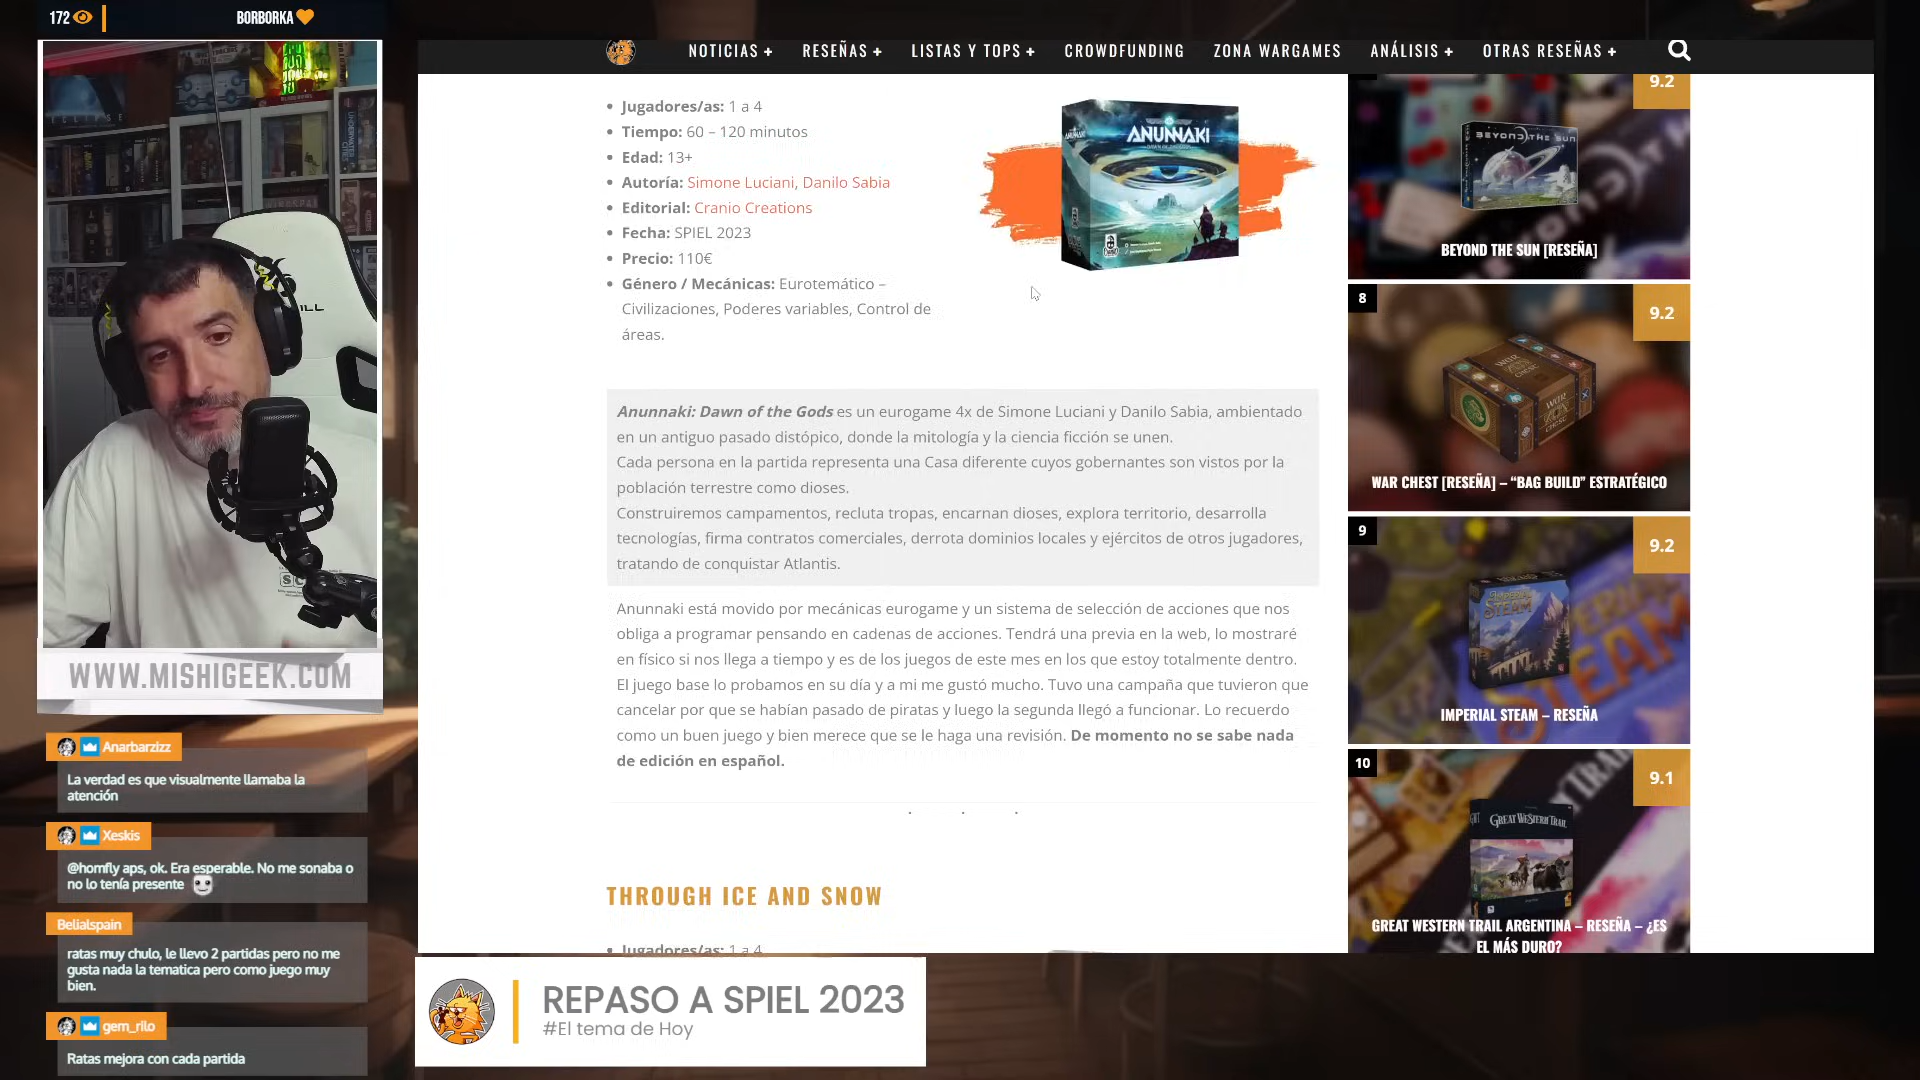 172
BORBORKA
NOTICIAS +
RESEÑAS +
LISTAS Y TOPS +
CROWDFUNDING
ZONA WARGAMES
ANÁLISIS +
OTRAS RESEÑAS +
Jugadores/as: 1 a 4
Tiempo: 60 – 120 minutos
Edad: 13+
Autoría: Simone Luciani, Danilo Sabia
Editorial: Cranio Creations
Fecha: SPIEL 2023
Precio: 110€
Género / Mecánicas: Eurotemático –
Civilizaciones, Poderes variables, Control de
áreas.
ANUNNAKI
Anunnaki: Dawn of the Gods es un eurogame 4x de Simone Luciani y Danilo Sabia, ambientado
en un antiguo pasado distópico, donde la mitología y la ciencia ficción se unen.
Cada persona en la partida representa una Casa diferente cuyos gobernantes son vistos por la
población terrestre como dioses.
Construiremos campamentos, recluta tropas, encarnan dioses, explora territorio, desarrolla
tecnologías, firma contratos comerciales, derrota dominios locales y ejércitos de otros jugadores,
tratando de conquistar Atlantis.
Anunnaki está movido por mecánicas eurogame y un sistema de selección de acciones que nos
obliga a programar pensando en cadenas de acciones. Tendrá una previa en la web, lo mostraré
en físico si nos llega a tiempo y es de los juegos de este mes en los que estoy totalmente dentro.
El juego base lo probamos en su día y a mi me gustó mucho. Tuvo una campaña que tuvieron que
cancelar por que se habían pasado de piratas y luego la segunda llegó a funcionar. Lo recuerdo
como un buen juego y bien merece que se le haga una revisión. De momento no se sabe nada
de edición en español.
THROUGH ICE AND SNOW
Jugadores/as: 1 a 4
9.2
BEYOND THE SUN
BEYOND THE SUN [RESEÑA]
8
9.2
WAR CHEST
WAR CHEST [RESEÑA] – “BAG BUILD” ESTRATÉGICO
9
9.2
IMPERIAL STEAM
IMPERIAL STEAM – RESEÑA
10
9.1
GREAT WESTERN TRAIL
GREAT WESTERN TRAIL ARGENTINA – RESEÑA – ¿ES
EL MÁS DURO?
ECLIPSE
WWW.MISHIGEEK.COM
Anarbarzizz
La verdad es que visualmente llamaba la
atención
Xeskis
@homfly aps, ok. Era esperable. No me sonaba o
no lo tenía presente
Belialspain
ratas muy chulo, le llevo 2 partidas pero no me
gusta nada la tematica pero como juego muy
bien.
gem_rilo
Ratas mejora con cada partida
REPASO A SPIEL 2023
#El tema de Hoy